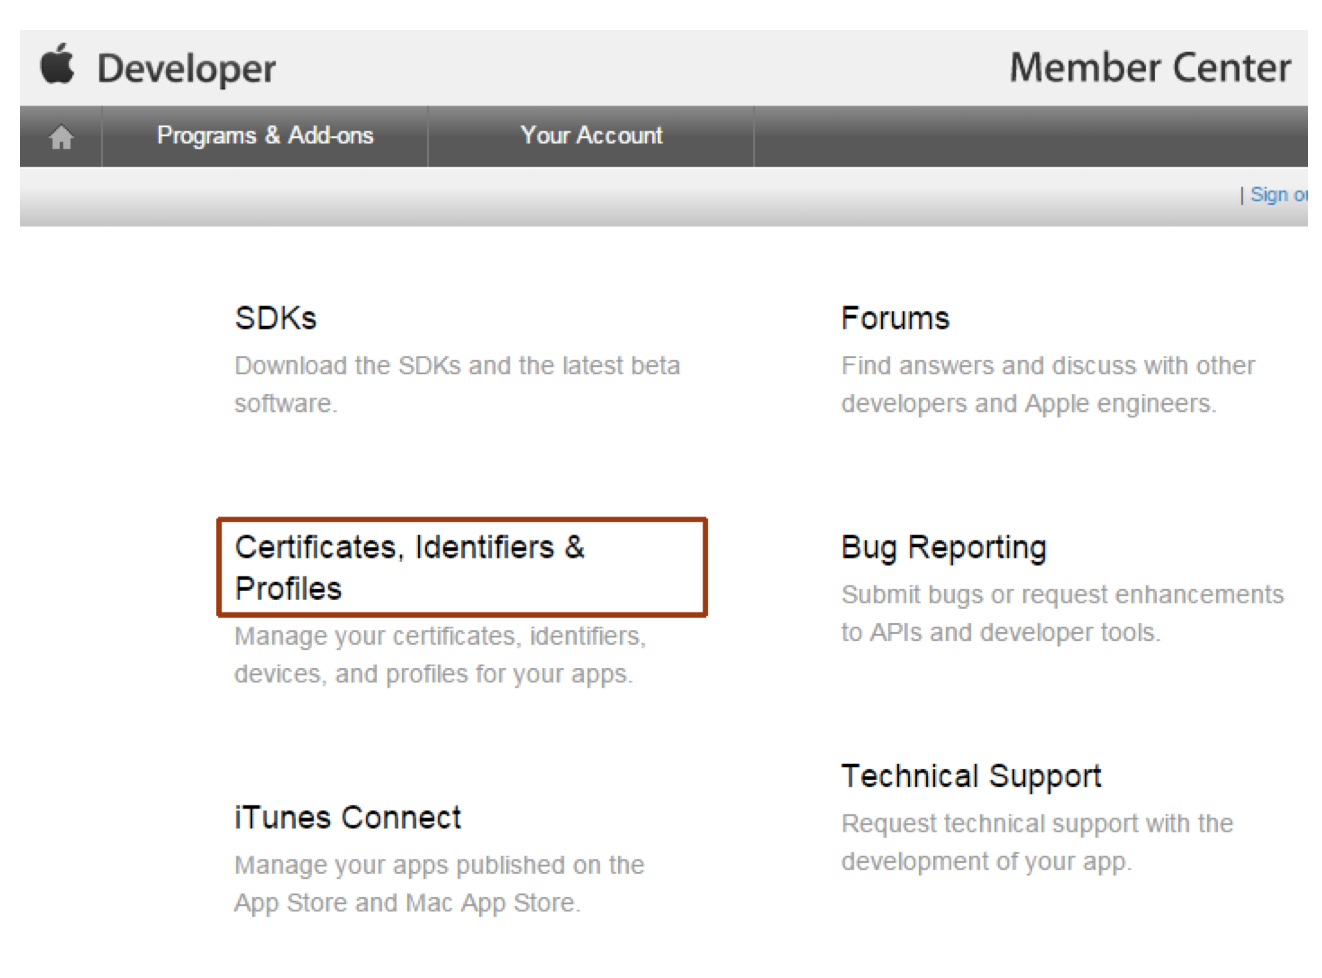 Developer
Member Center
Programs & Add-ons
Your Account
| Sign
SDKs
Download the SDKs and the latest beta
software.
Forums
Find answers and discuss with other
developers and Apple engineers.
Certificates, Identifiers &
Profiles
Manage your certificates, identifiers,
devices, and profiles for your apps.
Bug Reporting
Submit bugs or request enhancements
to APIs and developer tools.
iTunes Connect
Manage your apps published on the
App Store and Mac App Store.
Technical Support
Request technical support with the
development of your app.